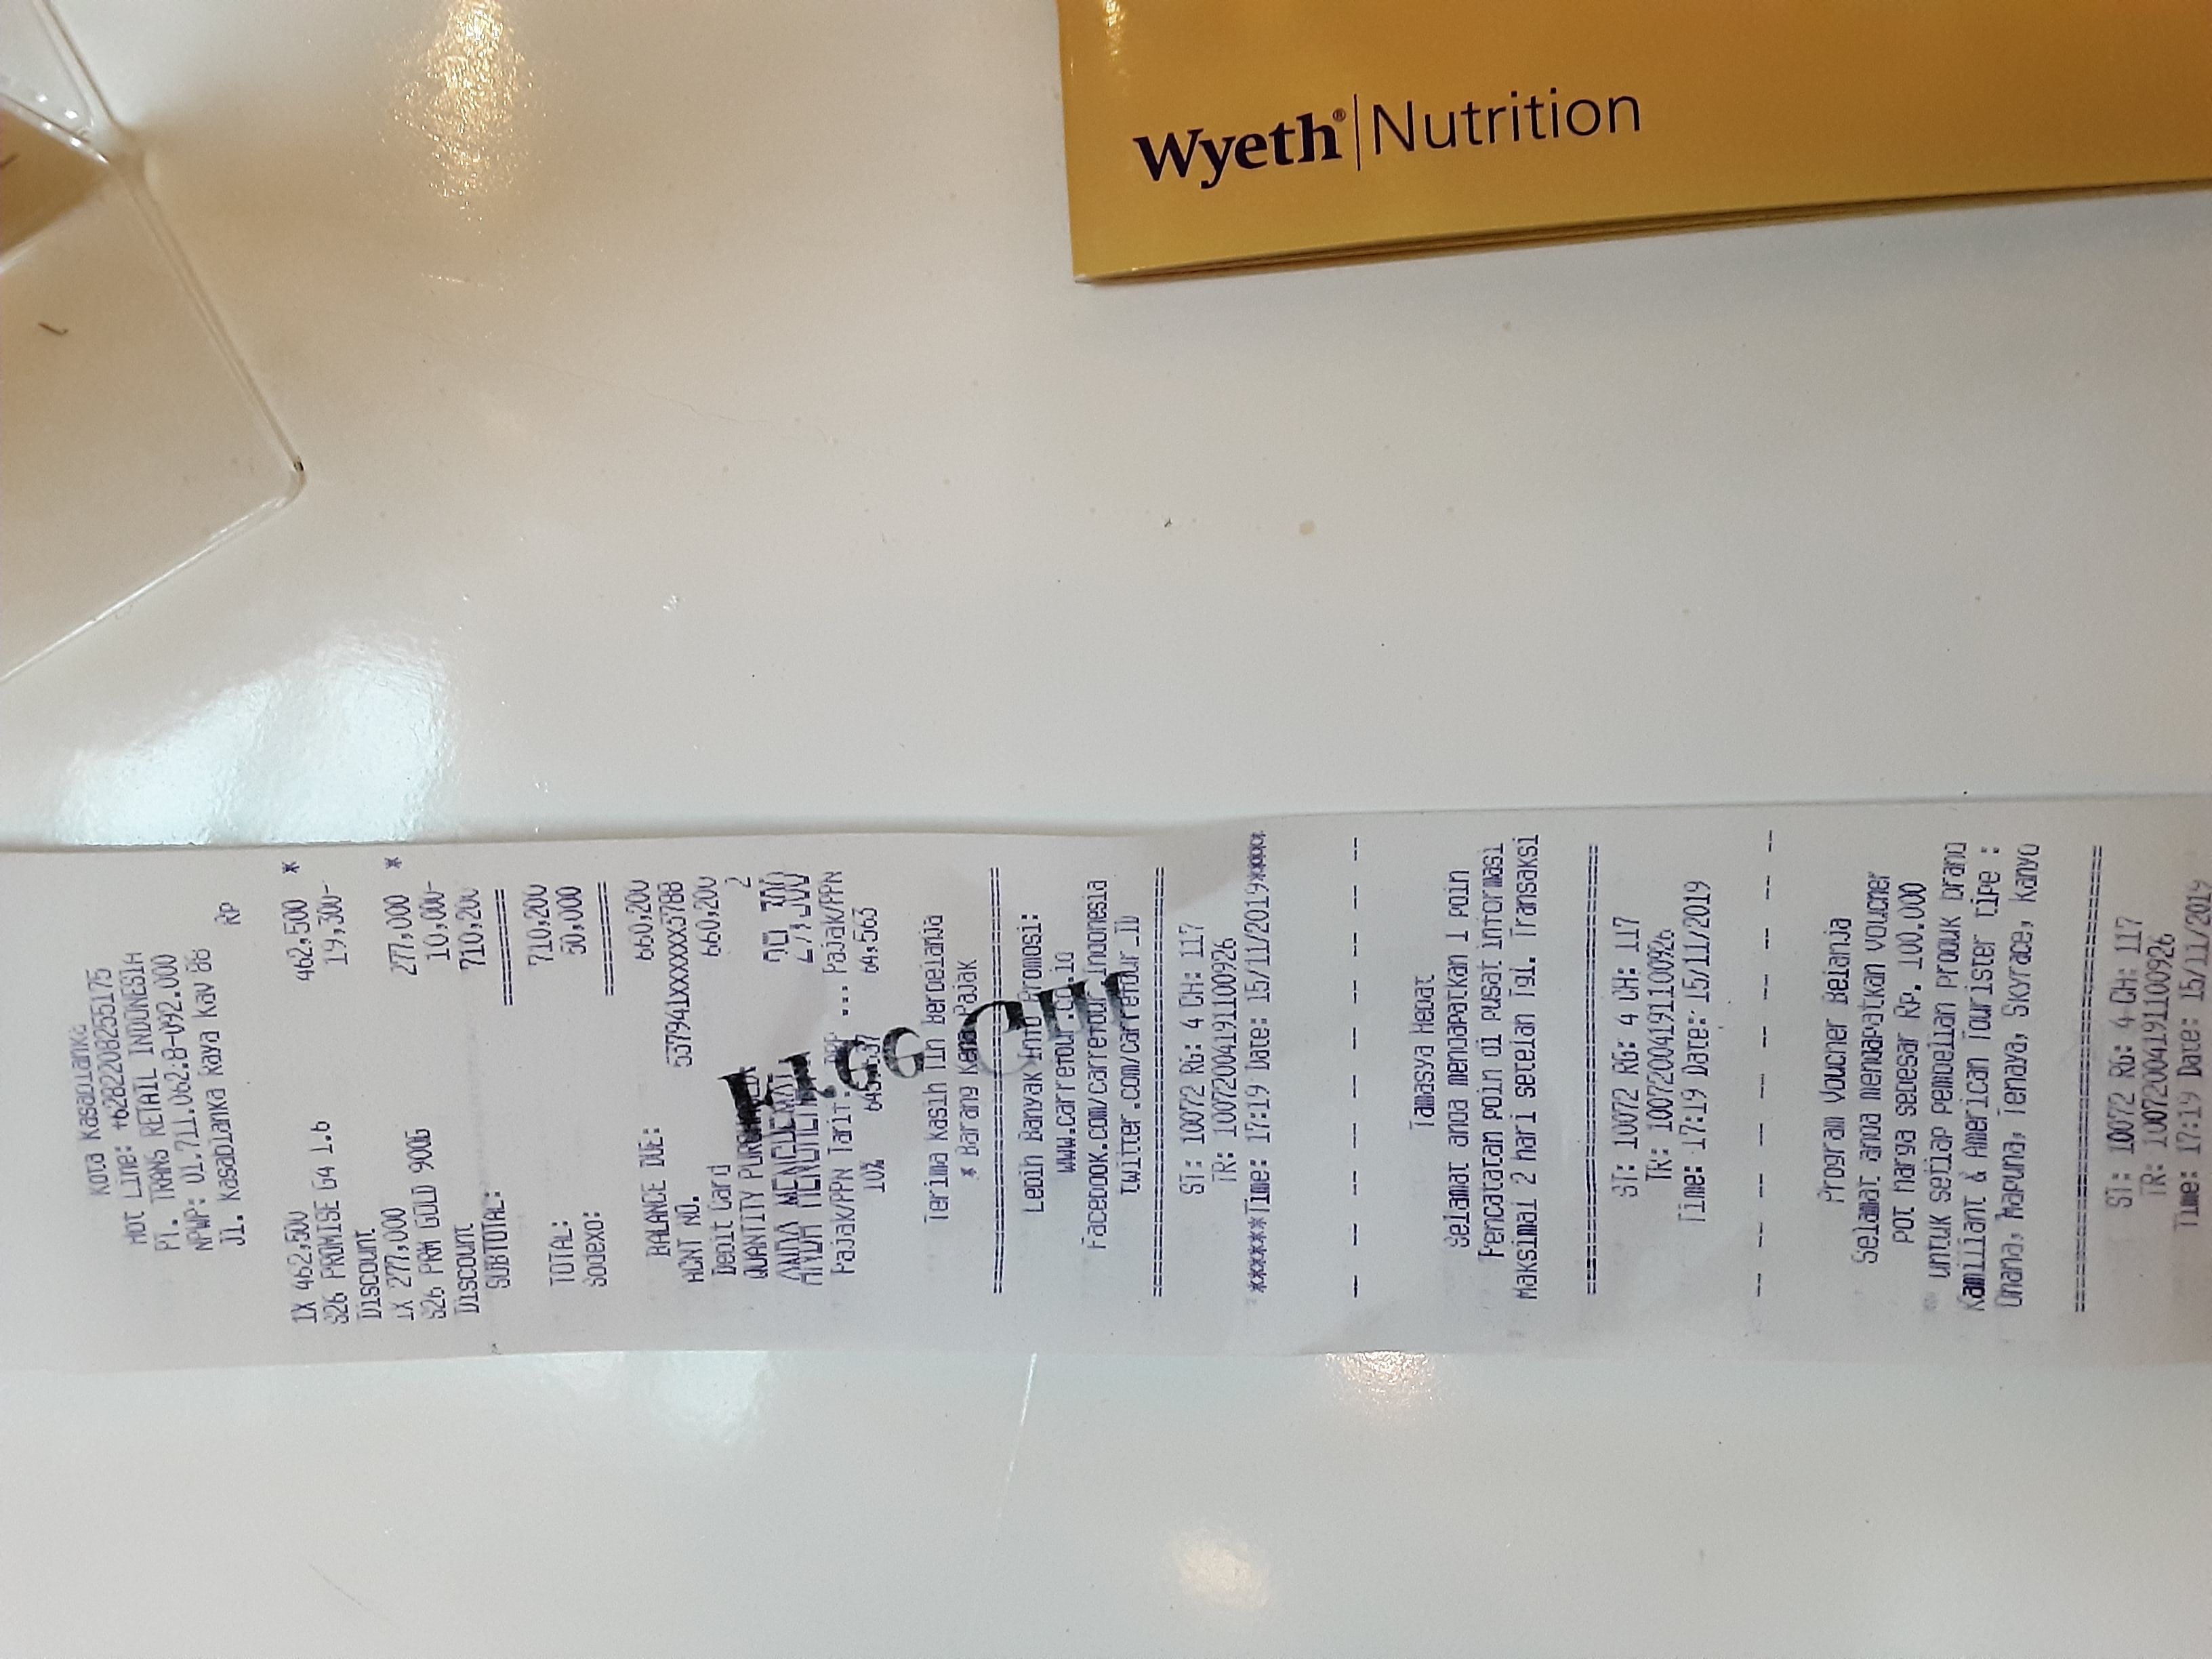 Kota Kasablanka
Hot Line: +6282208255175
PT. TRANS RETAIL INDONESIA
NPWP: 01.711.062.8-092.000
Jl. Kasablanka Raya Kav 88
Rp
1X 462,500 462,500 *
S26 PROMISE G4 1.6 19,300-
Discount
1X 277,000 277,000 *
S26 PRM GOLD 900G 10,000-
Discount 710,200
SUBTOTAL:
==========
TOTAL: 710,200
Sodexo: 50,000
==========
BALANCE DUE: 660,200
ACNT NO. 537941xxxxxx3788
Debit Card 660,200
QUANTITY PURCHASED: 2
ANDA MENGHEMAT 29,300
Pajak/PPN Tarif. DPP ... Pajak/PPN
10% 645,637 64,563
Terima Kasih Tlh Berbelanja
* Barang Kena Pajak
Lebih Banyak Info Promosi:
www.carrefour.co.id
Facebook.com/carrefour.Indonesia
twitter.com/carrefour_ID
ST: 10072 RG: 4 CH: 117
TR: 10072004191100926
******Time: 17:19 Date: 15/11/2019****
Tamasya Hebat
Selamat anda mendapatkan 1 poin
Pencatatan poin di pusat informasi
Maksimal 2 hari setelah Tgl. Transaksi
ST: 10072 RG: 4 CH: 117
TR: 10072004191100926
Time: 17:19 Date: 15/11/2019
Program Voucher Belanja
Selamat anda mendapatkan voucher
pot harga sebesar Rp. 100.000
untuk setiap pembelian produk brand
Kamiliant & American Tourister tipe :
Ohana, Mapuna, Tenaya, Skyrace, Kanyo
ST: 10072 RG: 4 CH: 117
TR: 10072004191100926
Time: 17:19 Date: 15/11/2019
Wyeth® | Nutrition